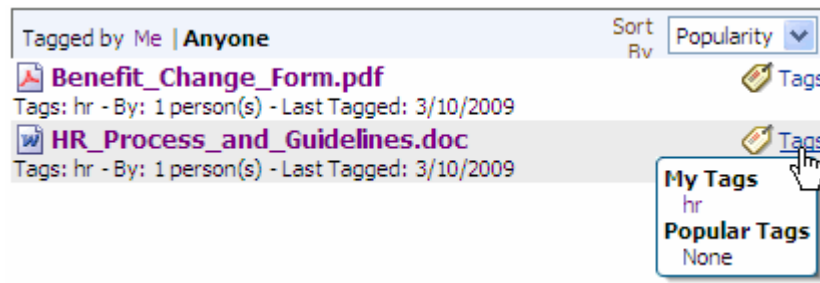 Tagged by Me | Anyone
Sort By
Popularity
Benefit_Change_Form.pdf
Tags
Tags: hr - By: 1 person(s) - Last Tagged: 3/10/2009
HR_Process_and_Guidelines.doc
Tags
Tags: hr - By: 1 person(s) - Last Tagged: 3/10/2009
My Tags
hr
Popular Tags
None